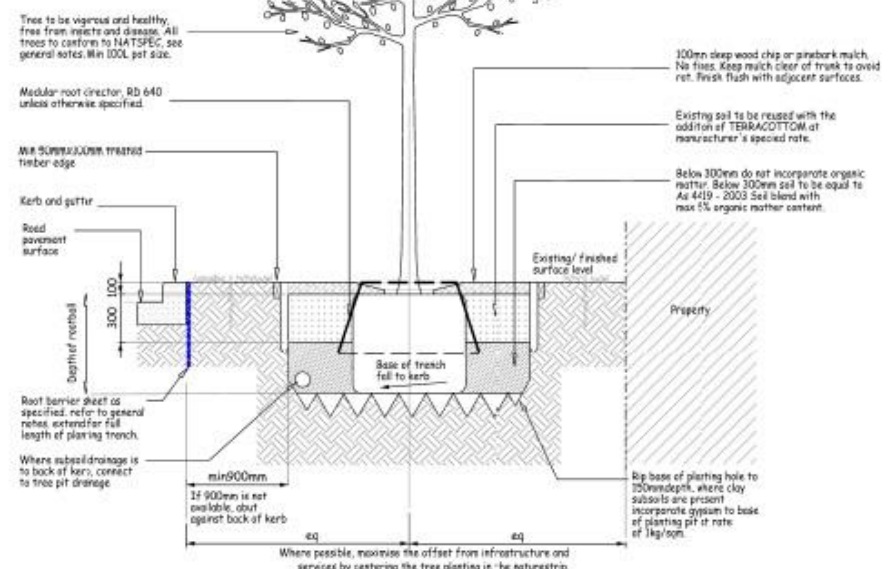 Tree to be vigorous and healthy,
free from insects and disease. All
trees to conform to NATSPEC, see
general notes. Min 100L pot size.
Modular root director, RD 640
unless otherwise specified.
Min 50mmx100mm treated
timber edge
Kerb and gutter
Road
pavement
surface
100
300
Depth of rootball
Root barrier sheet as
specified, refer to general
notes, extend for full
length of planting trench.
Where subsoil drainage is
to back of kerb, connect
to tree pit drainage
min900mm
If 900mm is not
available, abut
against back of kerb
100mm deep wood chip or pinebark mulch.
No fines. Keep mulch clear of trunk to avoid
rot. Finish flush with adjacent surfaces.
Existing soil to be reused with the
additon of TERRACOTTOM at
manufacturer's specied rate.
Below 300mm do not incorporate organic
matter. Below 300mm soil to be equal to
As 4419 - 2003 Soil blend with
max 5% organic mother content.
Existing/ finished
surface level
Property
Base of trench
fall to kerb
Rip base of planting hole to
150mmdepth, where clay
subsoils are present
incorporate gypsum to base
of planting pit at rate
of 1kg/sqm.
eq
eq
Where possible, maximise the offset from infrastructure and
services by centering the tree planting in the naturestrip